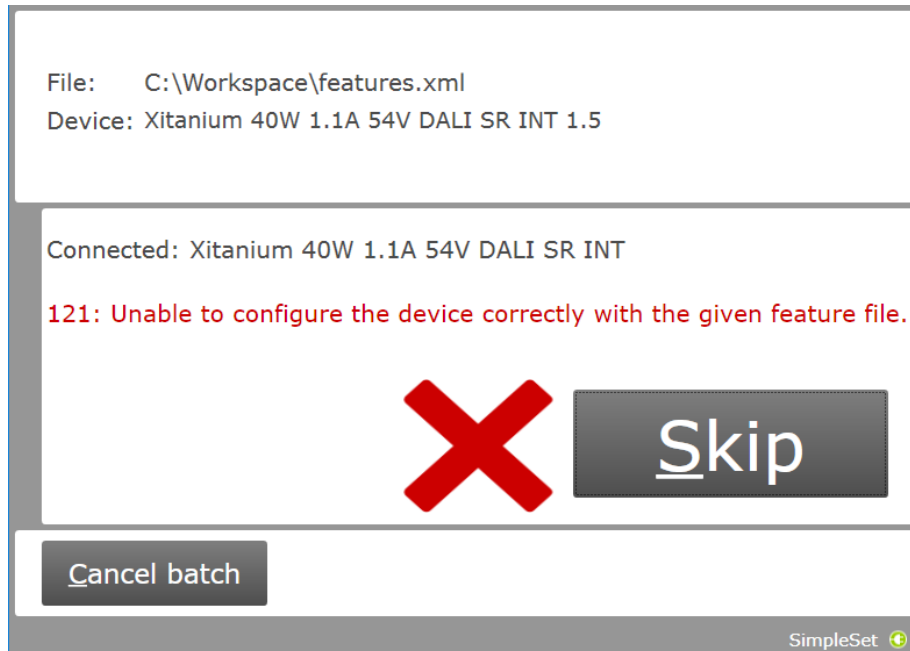 File: C:\Workspace\features.xml
Device: Xitanium 40W 1.1A 54V DALI SR INT 1.5
Connected: Xitanium 40W 1.1A 54V DALI SR INT
121: Unable to configure the device correctly with the given feature file.
Skip
Cancel batch
SimpleSet